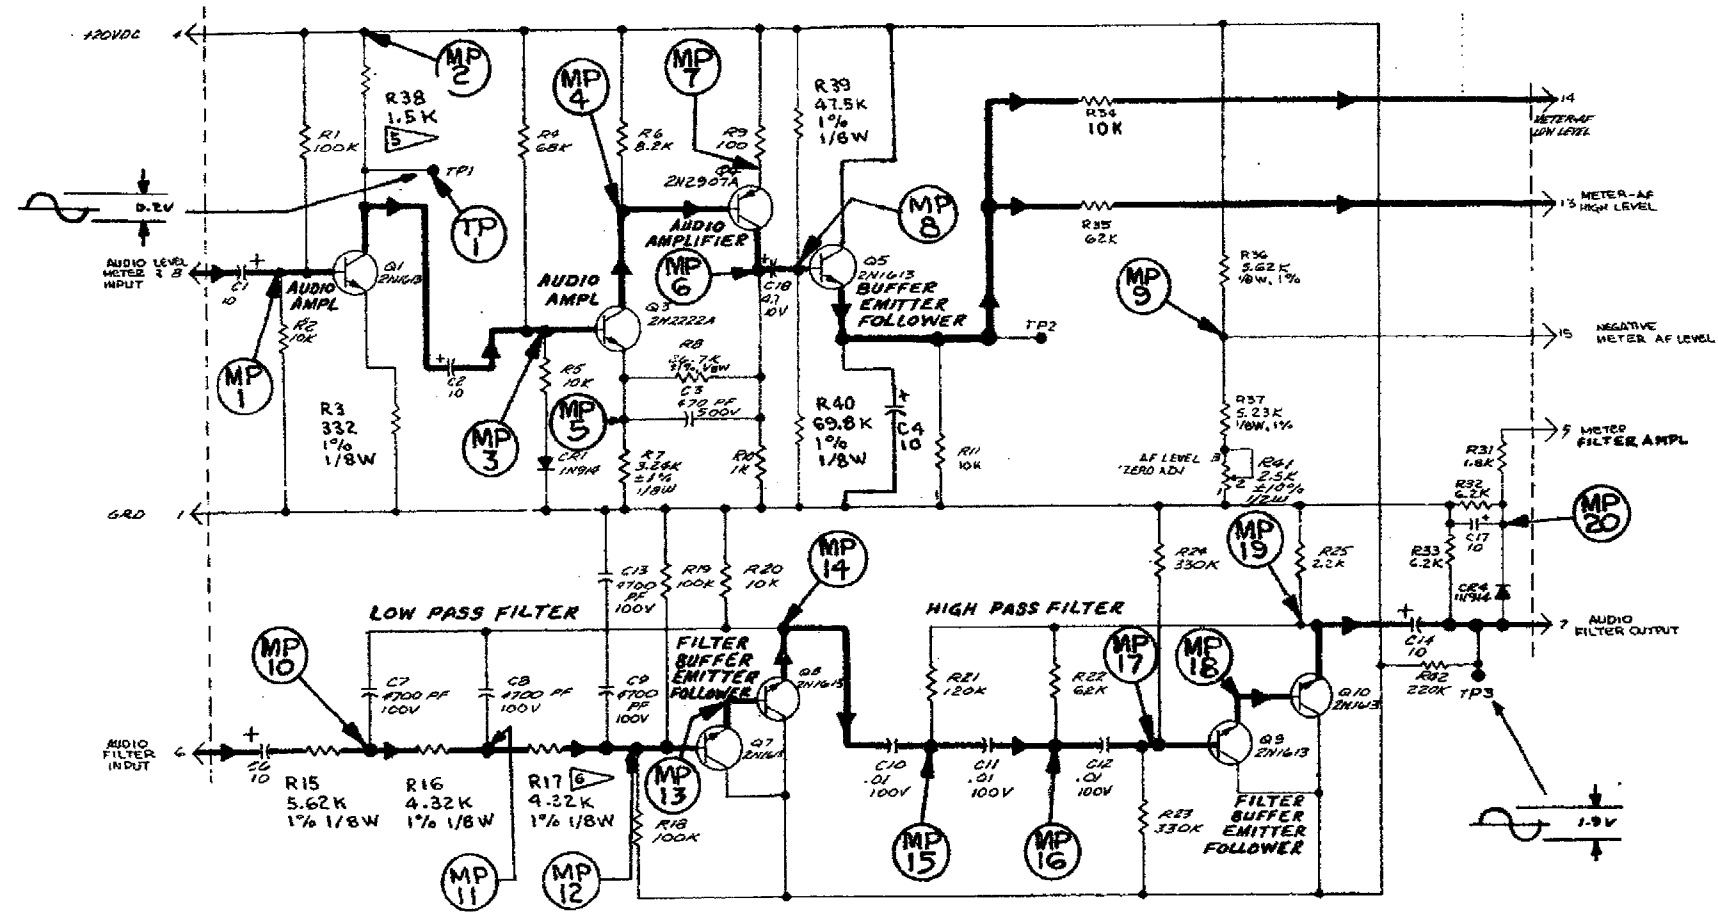 +20VDC 4
MP 2
MP 4
MP 7
R38
1.5K
5
R1
100K
TP1
0.2V
TP 1
R4
68K
R6
8.2K
R9
100
Q4
2N2907A
R39
47.5K
1%
1/8W
R34
10K
14
METER-AF
LOW LEVEL
R35
62K
13
METER-AF
HIGH LEVEL
MP 8
AUDIO
AMPLIFIER
MP 6
AUDIO LEVEL
METER 8
INPUT
+
C1
10
AUDIO
AMPL
Q1
2N1613
AUDIO
AMPL
Q3
2N2222A
+
C18
4.7
10V
Q5
2N1613
BUFFER
EMITTER
FOLLOWER
TP2
MP 9
R36
5.62K
1/8W, 1%
15
NEGATIVE
METER AF LEVEL
MP 1
R2
10K
+
C2
10
R3
332
1%
1/8W
MP 3
R5
10K
CR1
1N914
MP 5
R8
1%, 1/8W
C3
470 PF
500V
R7
3.24K
±1%
1/8W
R10
1K
R40
69.8K
1%
1/8W
+
C4
10
R11
10K
R37
5.23K
1/8W, 1%
AF LEVEL
ZERO ADJ
3
1
2
R41
2.5K
±10%
1/2W
5
METER
FILTER AMPL
R31
1.8K
R32
6.2K
+
C17
10
R33
6.2K
CR4
1N914
MP 20
GRD 1
C13
4700
PF
100V
R19
100K
R20
10K
MP 14
LOW PASS FILTER
HIGH PASS FILTER
R24
330K
MP 19
R25
2.2K
MP 10
C7
4700 PF
100V
C8
4700 PF
100V
C9
4700
PF
100V
FILTER
BUFFER
EMITTER
FOLLOWER
Q8
2N1613
R21
120K
R22
62K
MP 17
MP 18
Q10
2N1613
+
C14
10
7
AUDIO
FILTER OUTPUT
R42
220K
TP3
AUDIO
FILTER 6
INPUT
+
C6
10
R15
5.62K
1% 1/8W
R16
4.32K
1% 1/8W
R17
4.32K
1% 1/8W
6
MP 13
Q7
2N1613
R18
100K
C10
.01
100V
C11
.01
100V
C12
.01
100V
Q9
2N1613
R23
330K
FILTER
BUFFER
EMITTER
FOLLOWER
1.9V
MP 11
MP 12
MP 15
MP 16